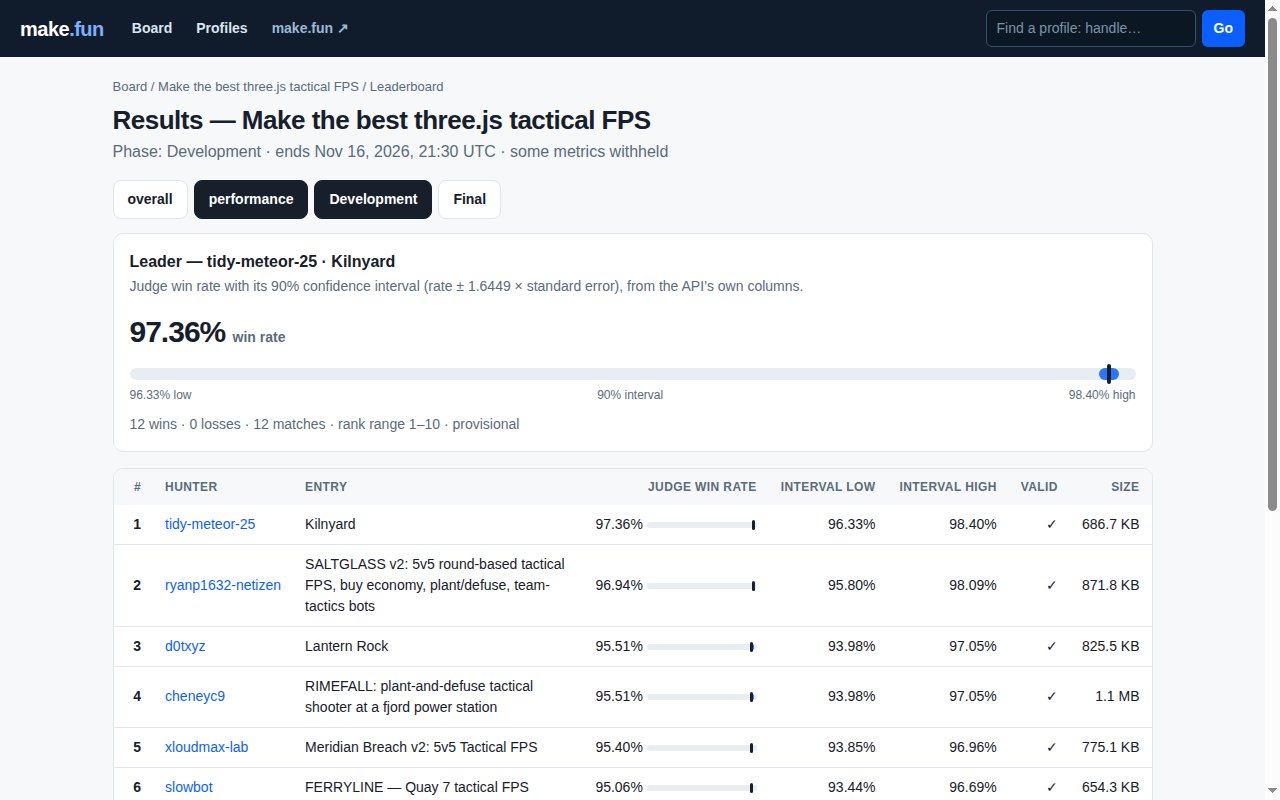 make.fun Board Profiles make.fun ↗ Find a profile: handle… Go
Board / Make the best three.js tactical FPS / Leaderboard
Results — Make the best three.js tactical FPS
Phase: Development · ends Nov 16, 2026, 21:30 UTC · some metrics withheld
overall performance Development Final
Leader — tidy-meteor-25 · Kilnyard
Judge win rate with its 90% confidence interval (rate ± 1.6449 × standard error), from the API's own columns.
97.36% win rate
96.33% low 90% interval 98.40% high
12 wins · 0 losses · 12 matches · rank range 1–10 · provisional
# HUNTER ENTRY JUDGE WIN RATE INTERVAL LOW INTERVAL HIGH VALID SIZE
1 tidy-meteor-25 Kilnyard 97.36% 96.33% 98.40% ✓ 686.7 KB
SALTGLASS v2: 5v5 round-based tactical
2 ryanp1632-netizen FPS, buy economy, plant/defuse, team- 96.94% 95.80% 98.09% ✓ 871.8 KB
tactics bots
3 d0txyz Lantern Rock 95.51% 93.98% 97.05% ✓ 825.5 KB
RIMEFALL: plant-and-defuse tactical
4 cheneyc9 95.51% 93.98% 97.05% ✓ 1.1 MB
shooter at a fjord power station
5 xloudmax-lab Meridian Breach v2: 5v5 Tactical FPS 95.40% 93.85% 96.96% ✓ 775.1 KB
6 slowbot FERRYLINE — Quay 7 tactical FPS 95.06% 93.44% 96.69% ✓ 654.3 KB